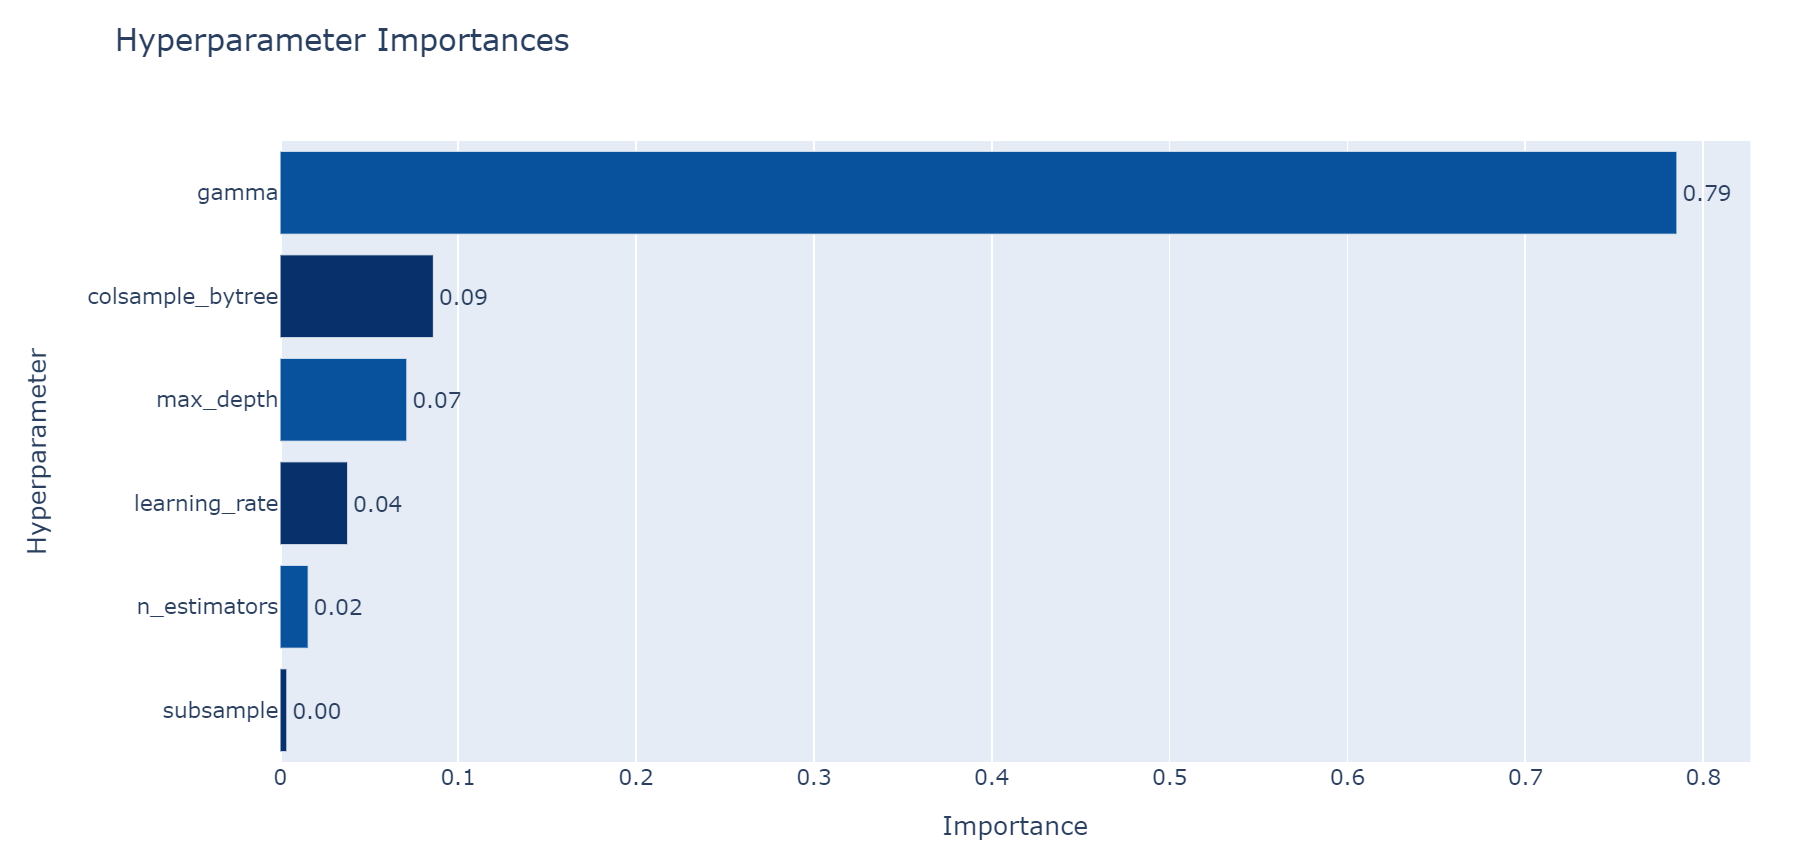 Hyperparameter Importances
gamma 0.79
colsample_bytree 0.09
max_depth 0.07
learning_rate 0.04
n_estimators 0.02
subsample 0.00
0 0.1 0.2 0.3 0.4 0.5 0.6 0.7 0.8
Importance
Hyperparameter